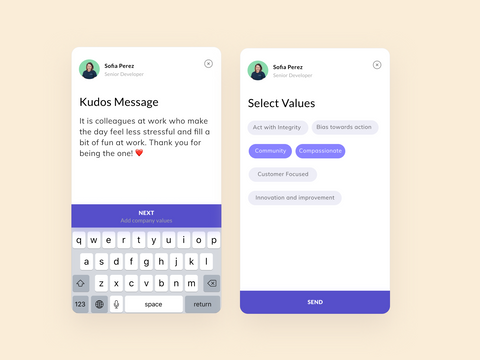 Sofia Perez
Senior Developer
Kudos Message
It is colleagues at work who make
the day feel less stressful and fill a
bit of fun at work. Thank you for
being the one! ❤️
NEXT
Add company values
q w e r t y u i o p
a s d f g h j k l
z x c v b n m
123 space return
Sofia Perez
Senior Developer
Select Values
Act with Integrity Bias towards action
Community Compassionate
Customer Focused
Innovation and improvement
SEND